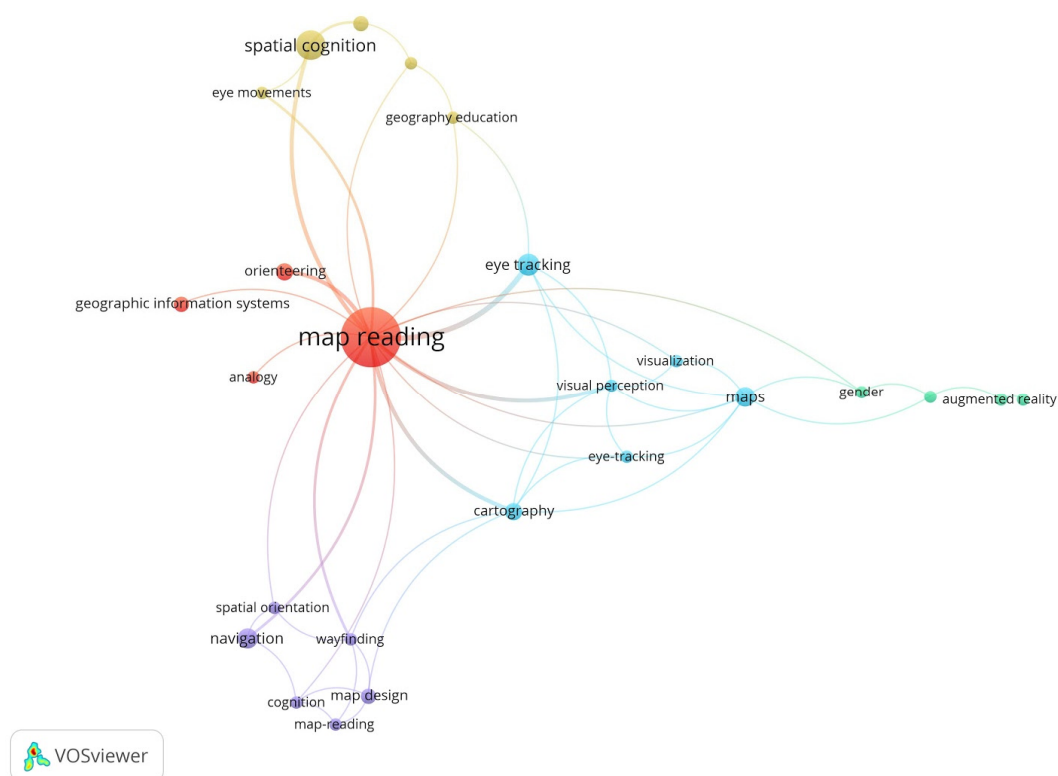 spatial cognition
eye movements
geography education
eye tracking
orienteering
geographic information systems
map reading
visualization
analogy
visual perception
gender
maps
augmented reality
eye-tracking
cartography
spatial orientation
navigation
wayfinding
map design
cognition
map-reading
VOSviewer